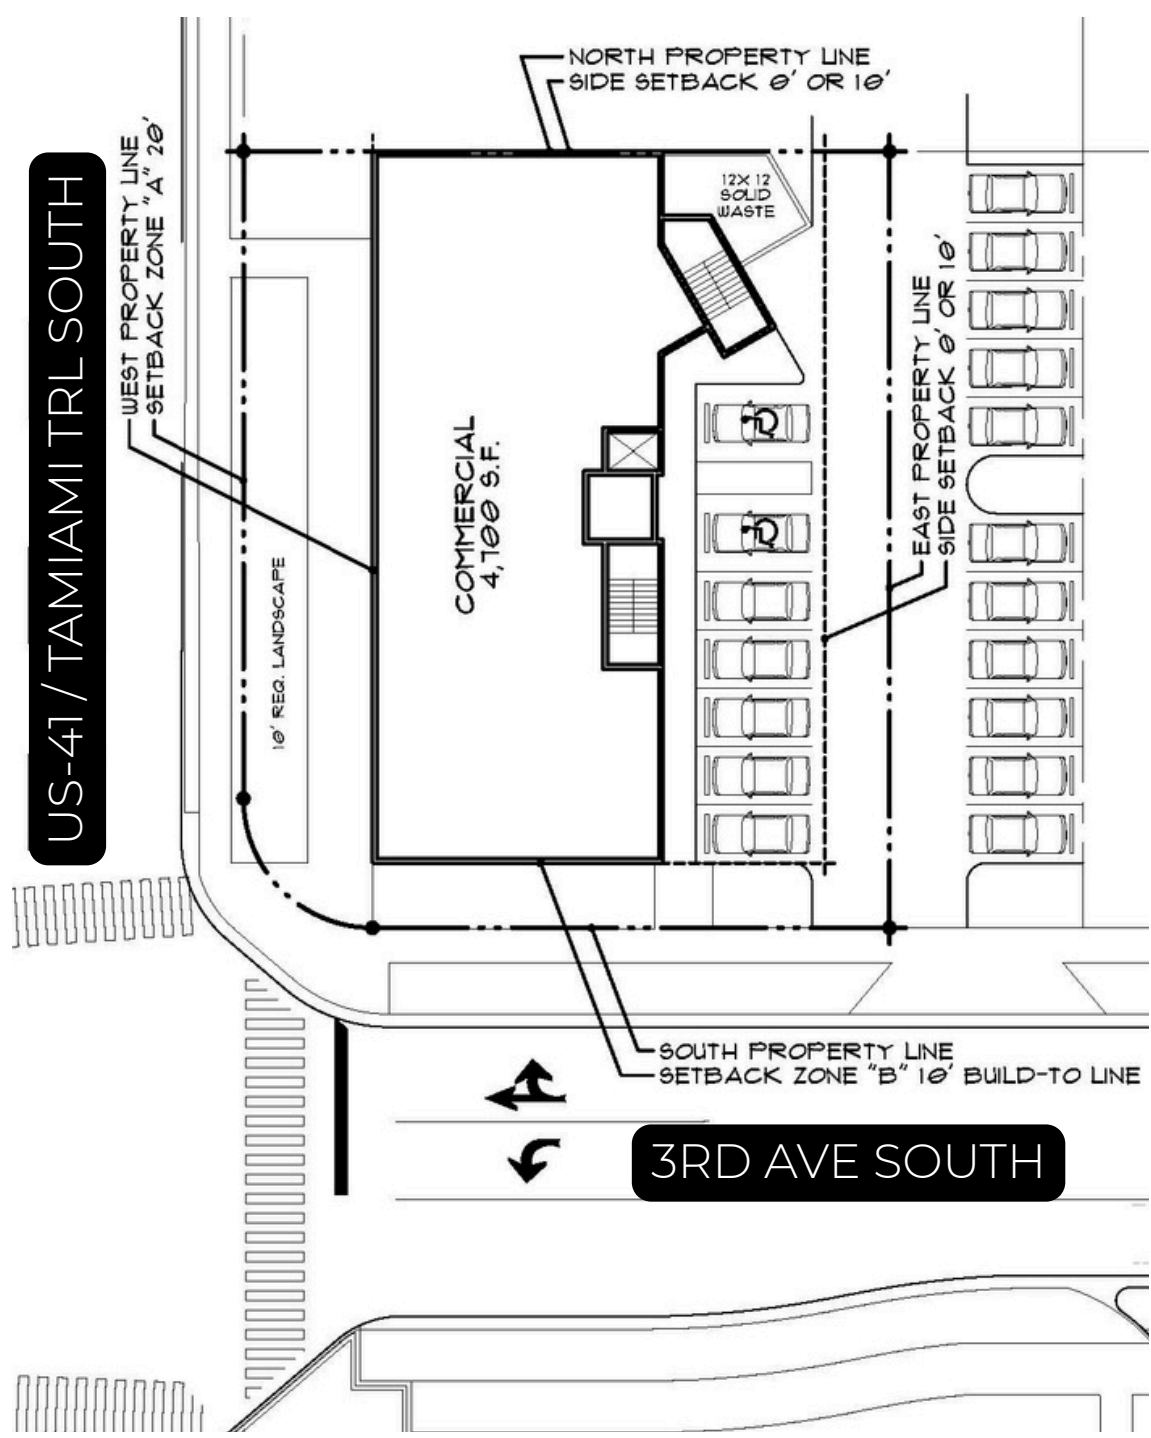 NORTH PROPERTY LINE
SIDE SETBACK 0' OR 10'
WEST PROPERTY LINE
SETBACK ZONE "A" 20'
US-41 / TAMIAMI TRL SOUTH
12X12
SOLID
WASTE
EAST PROPERTY LINE
SIDE SETBACK 0' OR 10'
COMMERCIAL
4,700 S.F.
10' REQ. LANDSCAPE
SOUTH PROPERTY LINE
SETBACK ZONE "B" 10' BUILD-TO LINE
3RD AVE SOUTH